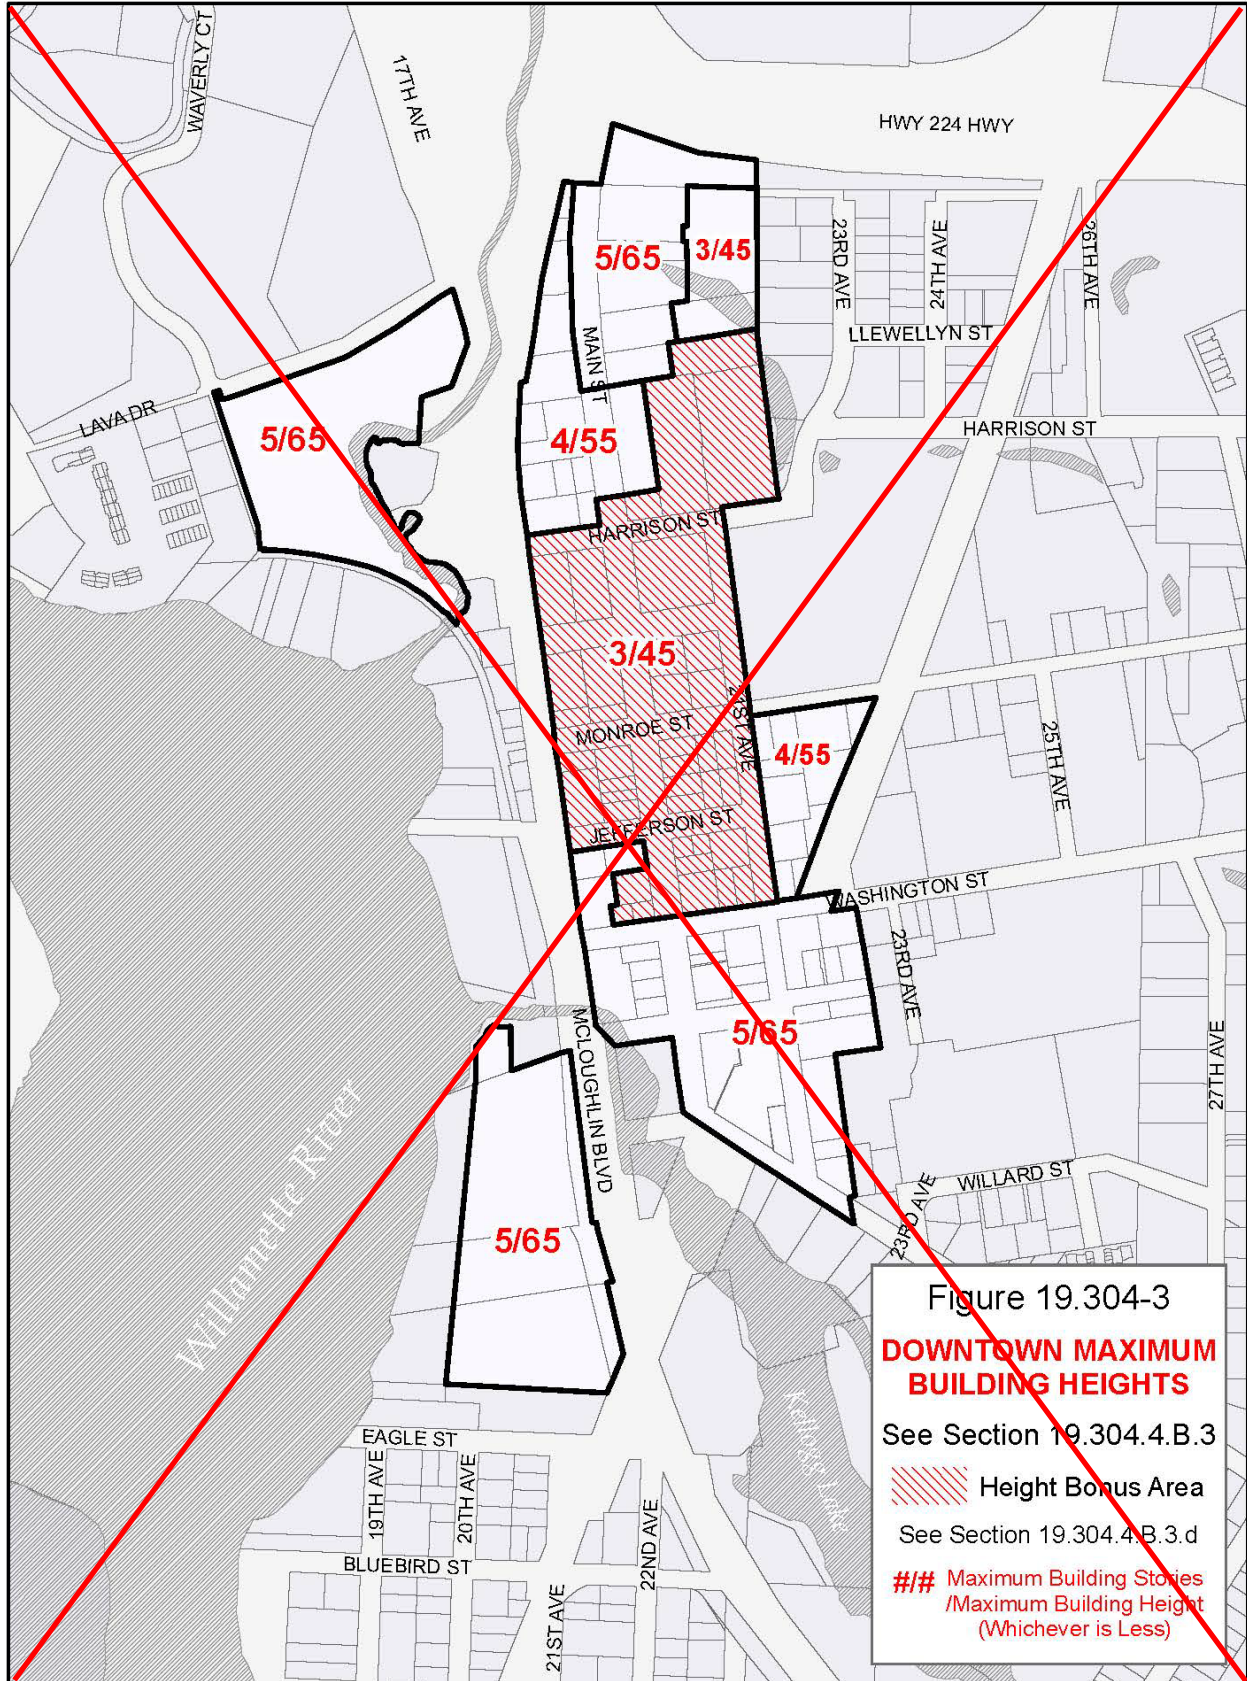 WAVERLY CT
17TH AVE
HWY 224 HWY
5/65
3/45
23RD AVE
24TH AVE
26TH AVE
LLEWELLYN ST
MAIN ST
LAVA DR
5/65
4/55
HARRISON ST
HARRISON ST
3/45
21ST AVE
MONROE ST
4/55
25TH AVE
JEFFERSON ST
WASHINGTON ST
23RD AVE
5/65
MCLOUGHLIN BLVD
27TH AVE
Willamette River
WILLARD ST
23RD AVE
5/65
Kellogg Lake
EAGLE ST
19TH AVE
20TH AVE
22ND AVE
BLUEBIRD ST
21ST AVE
Figure 19.304-3
DOWNTOWN MAXIMUM
BUILDING HEIGHTS
See Section 19.304.4.B.3
Height Bonus Area
See Section 19.304.4.B.3.d
#/# Maximum Building Stories
/Maximum Building Height
(Whichever is Less)